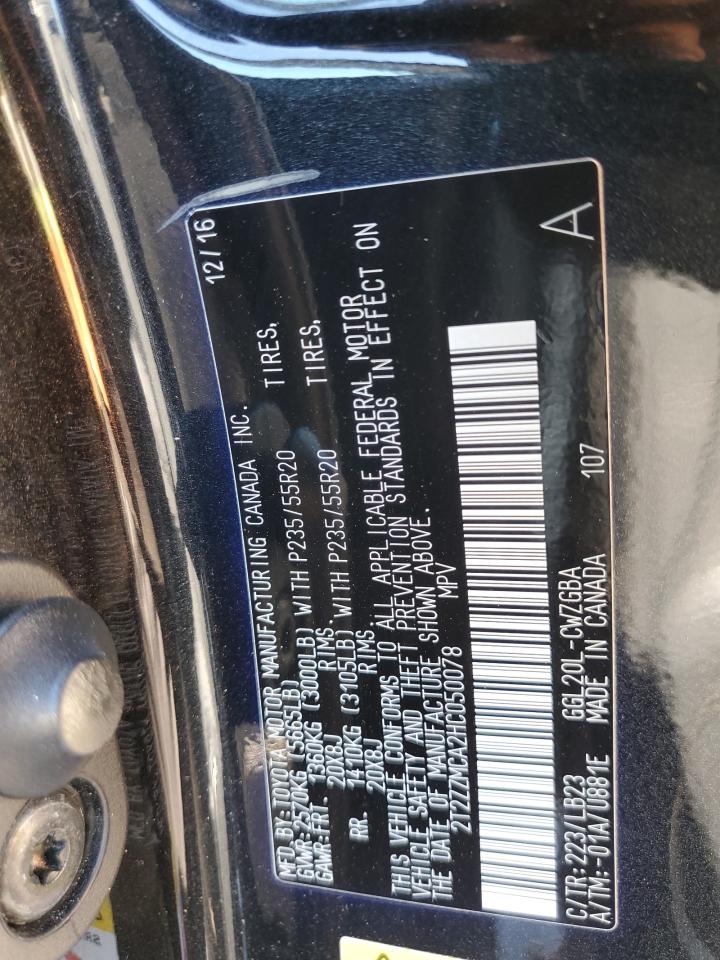 MFD BY: TOYOTA MOTOR MANUFACTURING CANADA INC. 12/16
GVWR: 2570KG (5665LB)
GAWR: FRT. 1360KG (3000LB) WITH P235/55R20 TIRES,
20X8J RIMS.
RR. 1410KG (3105LB) WITH P235/55R20 TIRES,
20X8J RIMS.
THIS VEHICLE CONFORMS TO ALL APPLICABLE FEDERAL MOTOR
VEHICLE SAFETY AND THEFT PREVENTION STANDARDS IN EFFECT ON
THE DATE OF MANUFACTURE SHOWN ABOVE.
2T2ZZMCA2HC050078 MPV
C/TR:223/LB23 GGL20L-CWZGBA
A/TM:-01A/U881E MADE IN CANADA 107 A